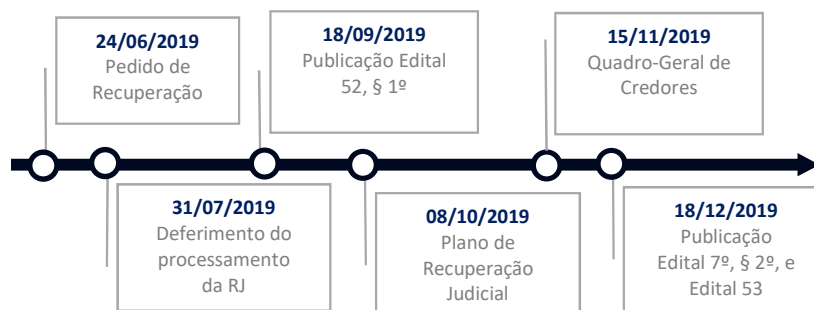 24/06/2019
Pedido de
Recuperação
18/09/2019
Publicação Edital
52, § 1º
15/11/2019
Quadro-Geral de
Credores
31/07/2019
Deferimento do
processamento
da RJ
08/10/2019
Plano de
Recuperação
Judicial
18/12/2019
Publicação
Edital 7º, § 2º, e
Edital 53